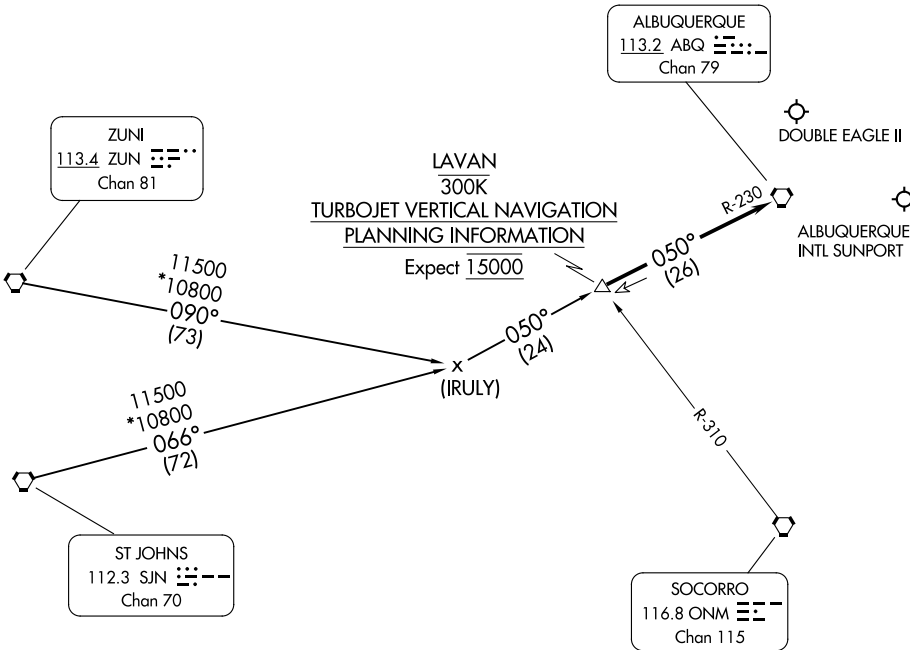 ALBUQUERQUE
113.2 ABQ
Chan 79
DOUBLE EAGLE II
ZUNI
113.4 ZUN
Chan 81
LAVAN
300K
TURBOJET VERTICAL NAVIGATION
PLANNING INFORMATION
Expect 15000
R-230
ALBUQUERQUE
INTL SUNPORT
050°
(26)
11500
*10800
090°
(73)
050°
(24)
X
(IRULY)
11500
*10800
066°
(72)
R-310
ST JOHNS
112.3 SJN
Chan 70
SOCORRO
116.8 ONM
Chan 115